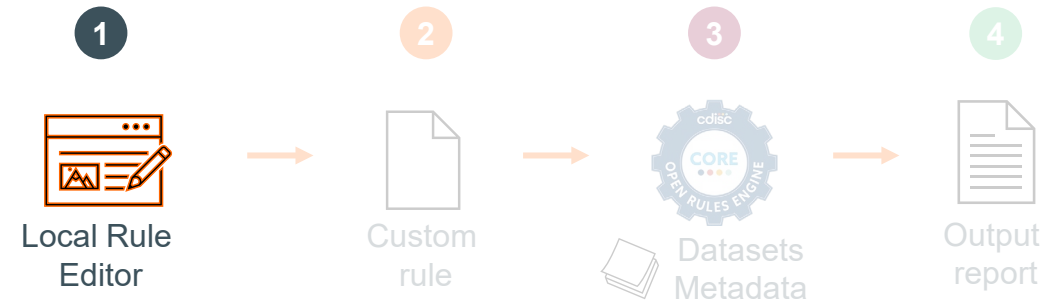 1
2
3
4
cdisc
CORE
OPEN RULES ENGINE
Local Rule
Editor
Custom
rule
Datasets
Metadata
Output
report